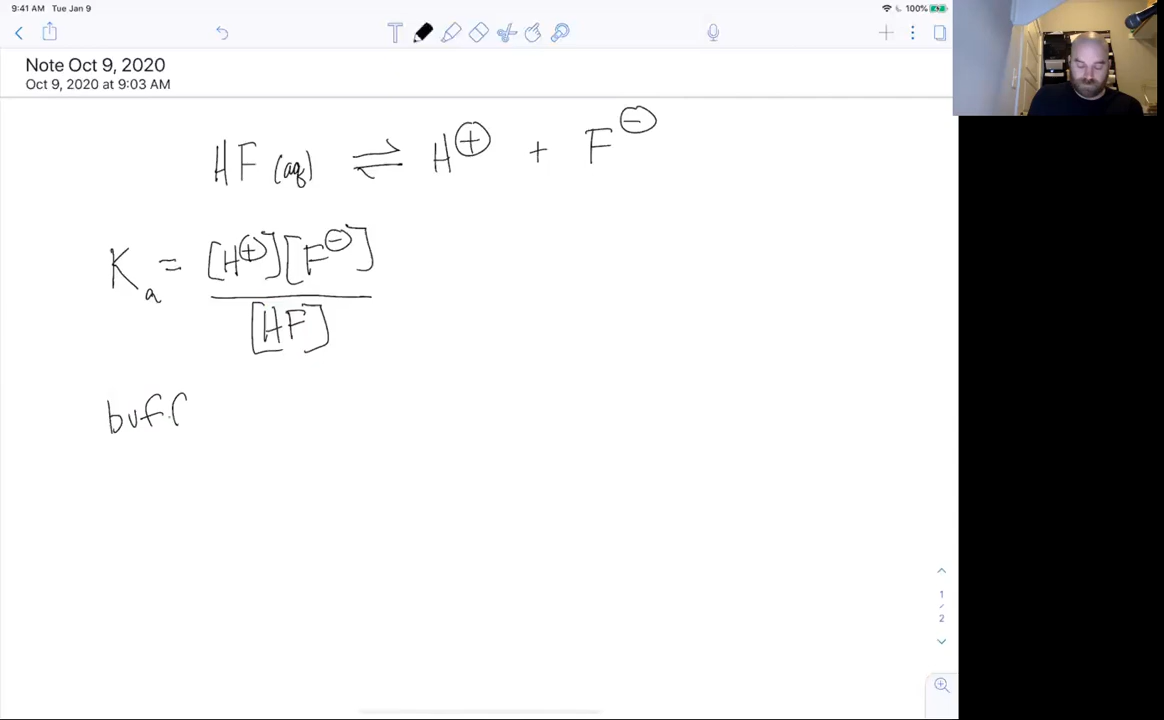 9:41 AM Tue Jan 9
100%
T
Note Oct 9, 2020
Oct 9, 2020 at 9:03 AM
HF (aq) ⇌ H⊕ + F⊖
Ka = [H⊕][F⊖]
[HF]
buff
1
/
2